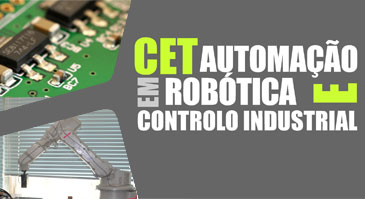 CET AUTOMAÇÃO
EM ROBÓTICA E
CONTROLO INDUSTRIAL